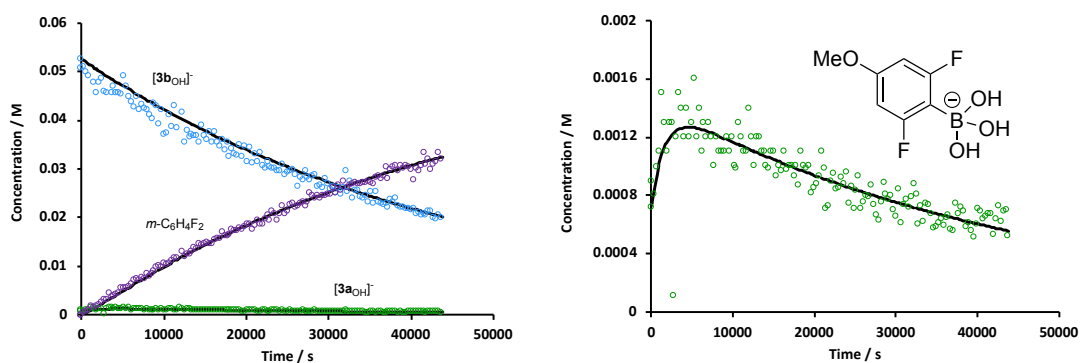 0.06
0.05
0.04
0.03
0.02
0.01
0
Concentration / M
[3bOH]-
m-C6H4F2
[3aOH]-
0 10000 20000 30000 40000 50000
Time / s
0.002
0.0016
0.0012
0.0008
0.0004
0
Concentration / M
MeO
F
B
OH
OH
OH
F
0 10000 20000 30000 40000 50000
Time / s